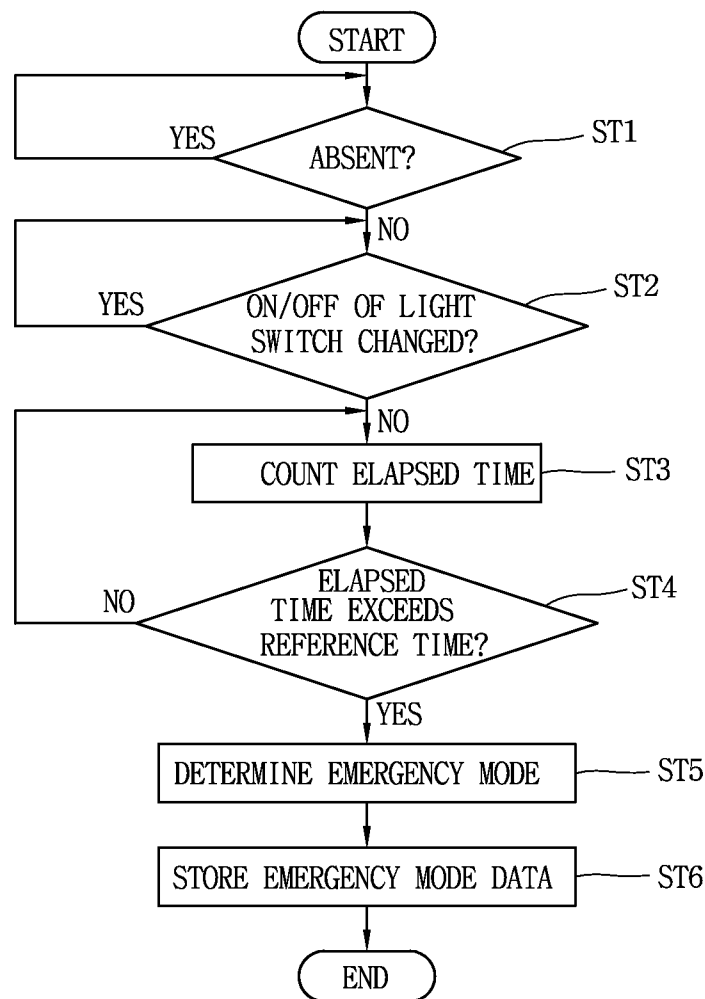 START
YES
ABSENT?
ST1
NO
YES
ON/OFF OF LIGHT
SWITCH CHANGED?
ST2
NO
COUNT ELAPSED TIME
ST3
NO
ELAPSED
TIME EXCEEDS
REFERENCE TIME?
ST4
YES
DETERMINE EMERGENCY MODE
ST5
STORE EMERGENCY MODE DATA
ST6
END